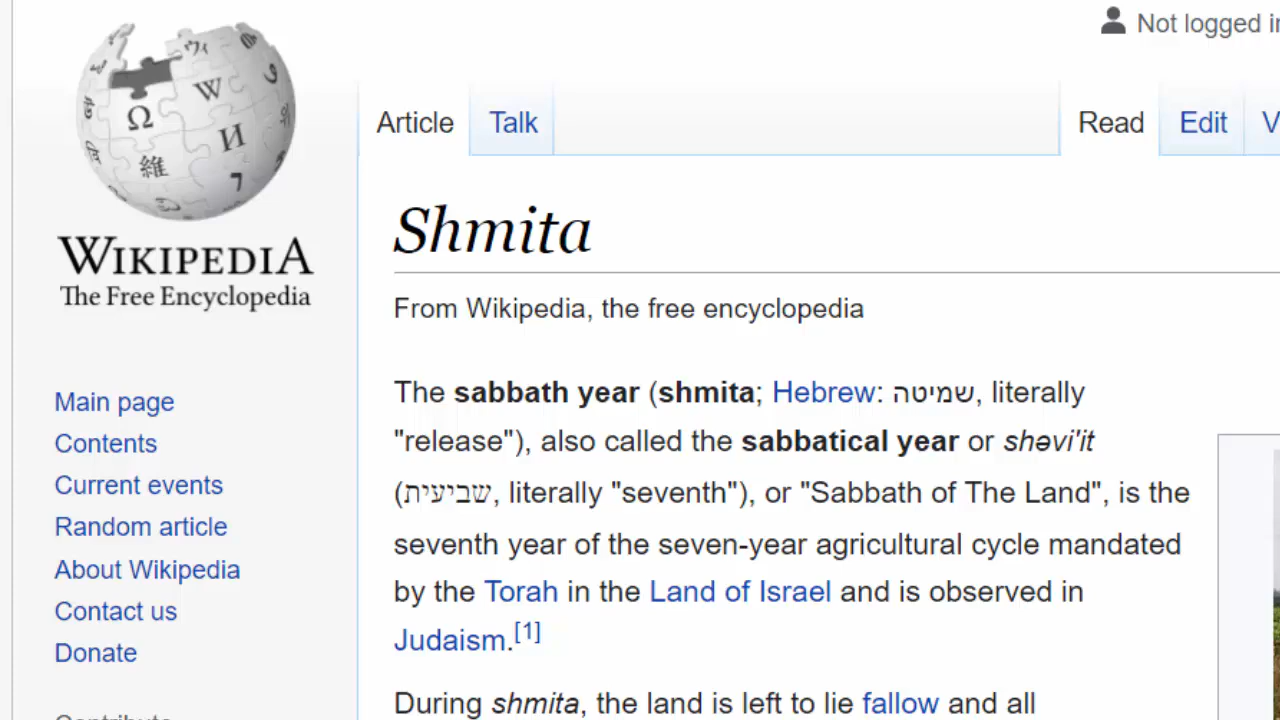 Not logged
Article Talk Read Edit
WIKIPEDIA
The Free Encyclopedia
Main page
Contents
Current events
Random article
About Wikipedia
Contact us
Donate
Shmita
From Wikipedia, the free encyclopedia
The sabbath year (shmita; Hebrew: שמיטה, literally
"release"), also called the sabbatical year or shəvi'it
(שביעית, literally "seventh"), or "Sabbath of The Land", is the
seventh year of the seven-year agricultural cycle mandated
by the Torah in the Land of Israel and is observed in
Judaism.[1]
During shmita, the land is left to lie fallow and all